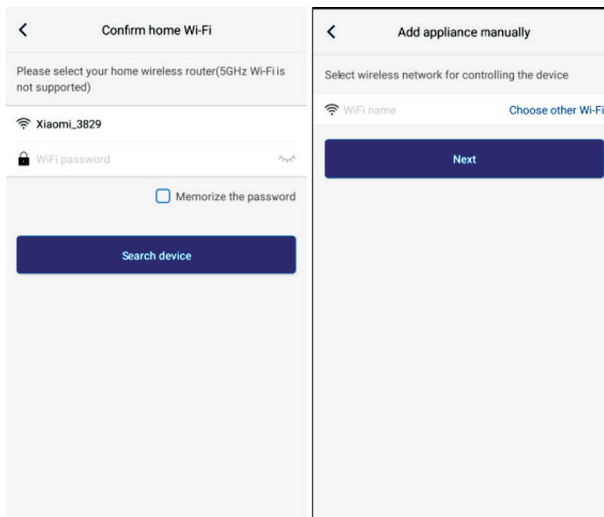 Confirm home Wi-Fi
Please select your home wireless router(5GHz Wi-Fi is
not supported)
Xiaomi_3829
WiFi password
Memorize the password
Search device
Add appliance manually
Select wireless network for controlling the device
WiFi name Choose other Wi-Fi
Next